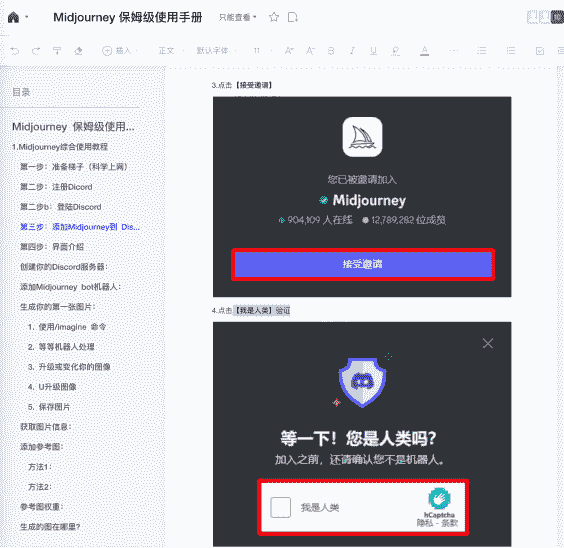 Midjourney 保姆级使用手册
只能查看
插入 正文 默认字体 11
目录
Midjourney 保姆级使用...
1.Midjourney综合使用教程
第一步：准备梯子（科学上网）
第二步：注册Dicord
第二步b：登陆Discord
第三步：添加Midjourney到 Dis...
第四步：界面介绍
创建你的Discord服务器：
添加Midjourney bot机器人：
生成你的第一张图片：
1. 使用/imagine 命令
2. 等等机器人处理
3. 升级或变化你的图像
4. U升级图像
5. 保存图片
获取图片信息：
添加参考图：
方法1：
方法2：
参考图权重：
生成的图在哪里？
3.点击【接受邀请】
您已被邀请加入
Midjourney
904,109 人在线 12,789,282 位成员
接受邀请
4.点击【我是人类】验证
等一下！您是人类吗？
加入之前，还请确认您不是机器人。
我是人类
hCaptcha
隐私 - 条款